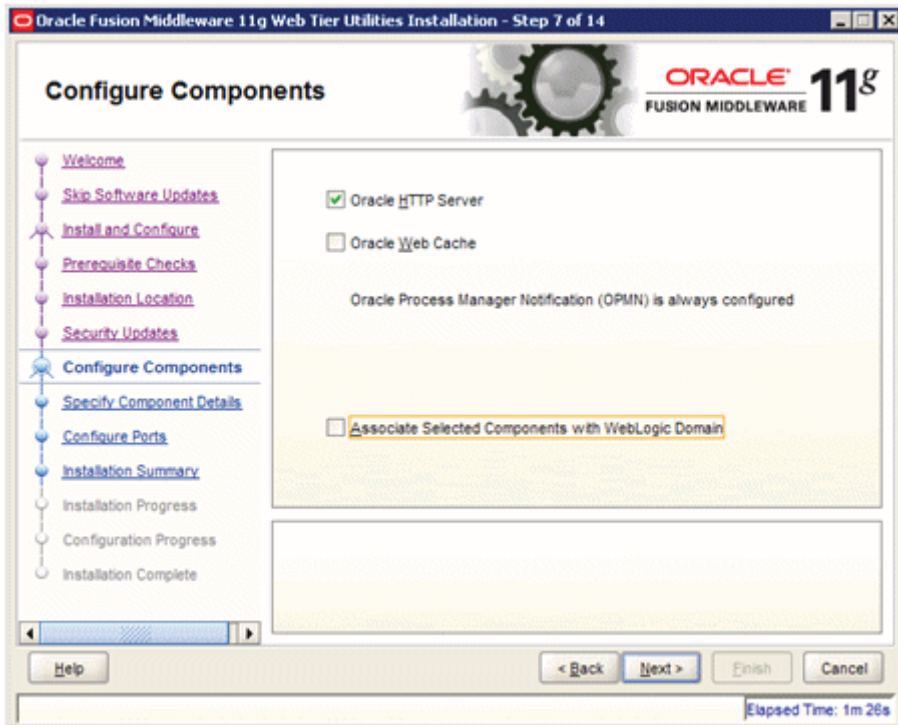 Oracle Fusion Middleware 11g Web Tier Utilities Installation - Step 7 of 14
Configure Components
ORACLE
FUSION MIDDLEWARE 11g
Welcome
Skip Software Updates
Install and Configure
Prerequisite Checks
Installation Location
Security Updates
Configure Components
Specify Component Details
Configure Ports
Installation Summary
Installation Progress
Configuration Progress
Installation Complete
Oracle HTTP Server
Oracle Web Cache
Oracle Process Manager Notification (OPMN) is always configured
Associate Selected Components with WebLogic Domain
Help
< Back
Next >
Finish
Cancel
Elapsed Time: 1m 26s